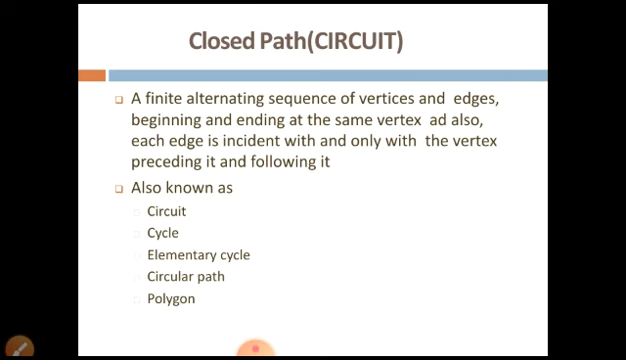 Closed Path(CIRCUIT)
A finite alternating sequence of vertices and edges,
beginning and ending at the same vertex ad also,
each edge is incident with and only with the vertex
preceding it and following it
Also known as
Circuit
Cycle
Elementary cycle
Circular path
Polygon